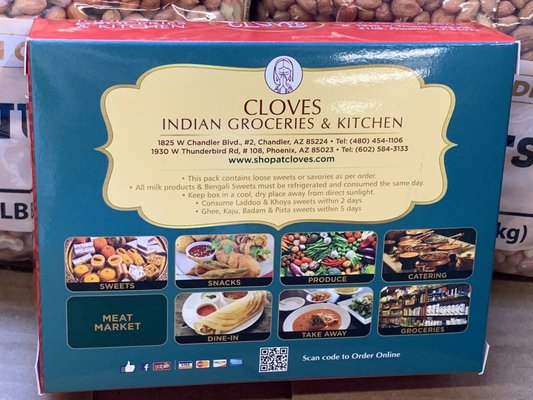 & KITCHEN
CLOVES
INDIAN GROCERIES & KITCHEN
1825 W Chandler Blvd., #2, Chandler, AZ 85224 • Tel: (480) 454-1106
1930 W Thunderbird Rd, # 108, Phoenix, AZ 85023 • Tel: (602) 584-3133
www.shopatcloves.com
• This pack contains loose sweets or savories as per order.
• All milk products & Bengali Sweets must be refrigerated and consumed the same day.
• Keep box in a cool, dry place away from direct sunlight.
• Consume Laddoo & Khoya sweets within 2 days
• Ghee, Kaju, Badam & Pista sweets within 5 days
SWEETS
SNACKS
PRODUCE
CATERING
MEAT
MARKET
DINE-IN
TAKE AWAY
GROCERIES
VISA
Scan code to Order Online
kg)